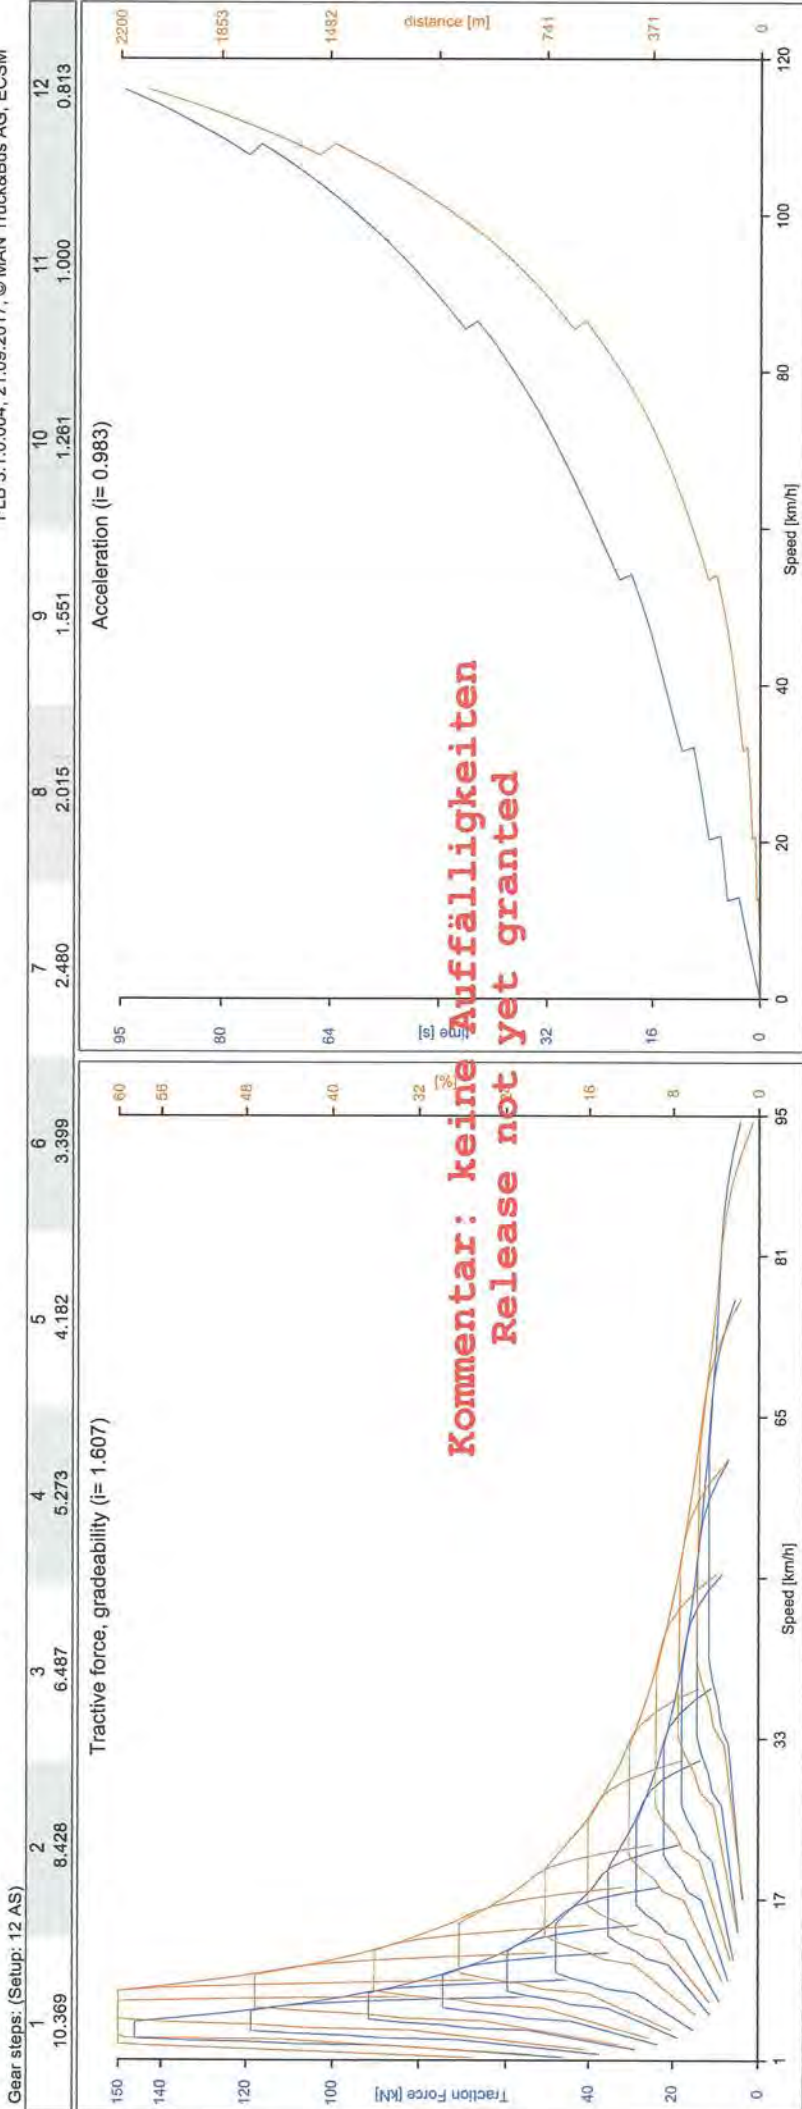 Gear steps: (Setup: 12 AS)
1 2 3 4 5 6 7 8 9 10 11 12
10.369 8.428 6.487 5.273 4.182 3.399 2.480 2.015 1.551 1.261 1.000 0.813
Tractive force, gradeability (i= 1.607)
150
140
120
100
40
20
0
Traction Force [kN]
60
56
48
40
32
[%]
16
8
0
1 17 33 65 81 95
Speed [km/h]
Acceleration (i= 0.983)
95
80
64
32
16
0
time [s]
2200
1853
1482
distance [m]
741
371
0
0 20 40 80 100 120
Speed [km/h]
Kommentar: keine Auffälligkeiten
Release not yet granted